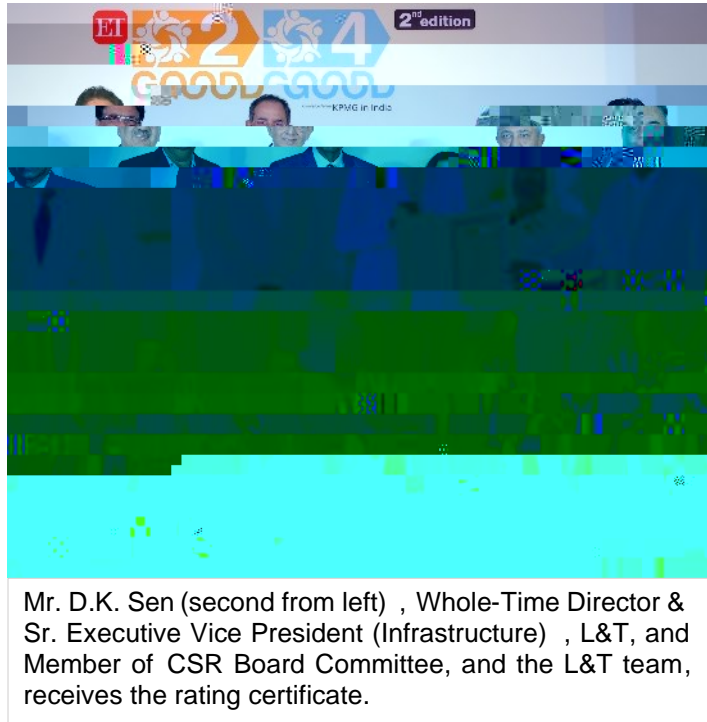 ET
2nd edition
2 4
GOOD GOOD
KPMG in India
Mr. D.K. Sen (second from left) , Whole-Time Director &
Sr. Executive Vice President (Infrastructure) , L&T, and
Member of CSR Board Committee, and the L&T team,
receives the rating certificate.